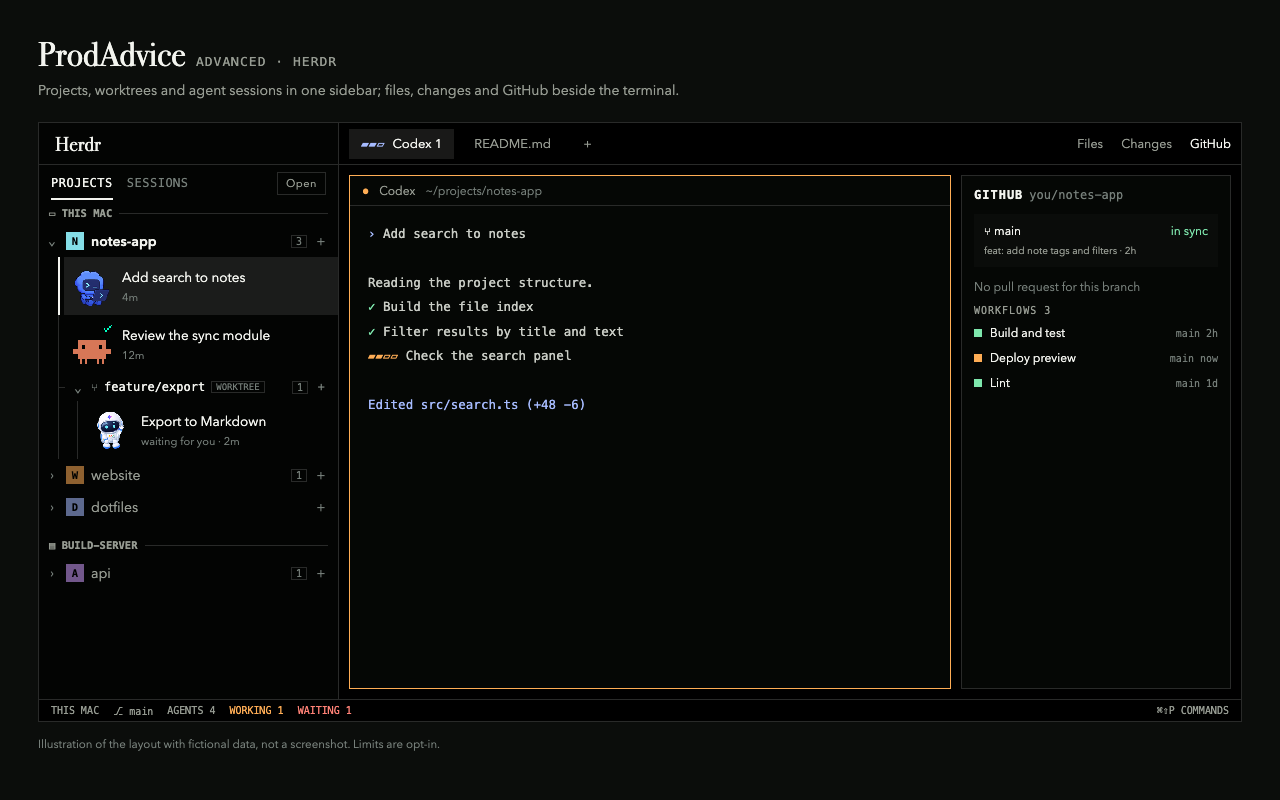 ProdAdvice ADVANCED · HERDR
Projects, worktrees and agent sessions in one sidebar; files, changes and GitHub beside the terminal.
Herdr
Codex 1 README.md +
Files Changes GitHub
PROJECTS SESSIONS Open
THIS MAC
N notes-app 3 +
Add search to notes
4m
Review the sync module
12m
feature/export WORKTREE 1 +
Export to Markdown
waiting for you · 2m
W website 1 +
D dotfiles +
BUILD-SERVER
A api 1 +
Codex ~/projects/notes-app
› Add search to notes
Reading the project structure.
✓ Build the file index
✓ Filter results by title and text
Check the search panel
Edited src/search.ts (+48 −6)
GITHUB you/notes-app
main in sync
feat: add note tags and filters · 2h
No pull request for this branch
WORKFLOWS 3
Build and test main 2h
Deploy preview main now
Lint main 1d
THIS MAC main AGENTS 4 WORKING 1 WAITING 1
⌘⇧P COMMANDS
Illustration of the layout with fictional data, not a screenshot. Limits are opt-in.